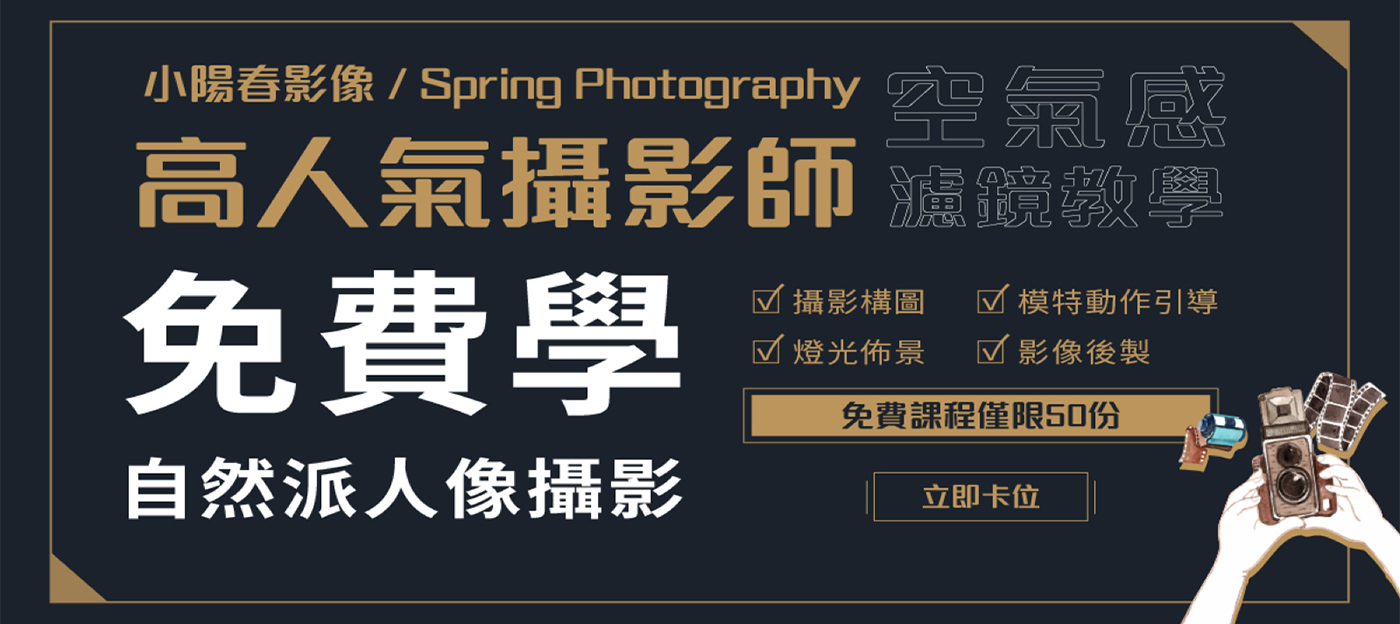 小陽春影像 / Spring Photography
高人氣攝影師
空氣感
濾鏡教學
免費學
自然派人像攝影
攝影構圖
模特動作引導
燈光佈景
影像後製
免費課程僅限50份
立即卡位